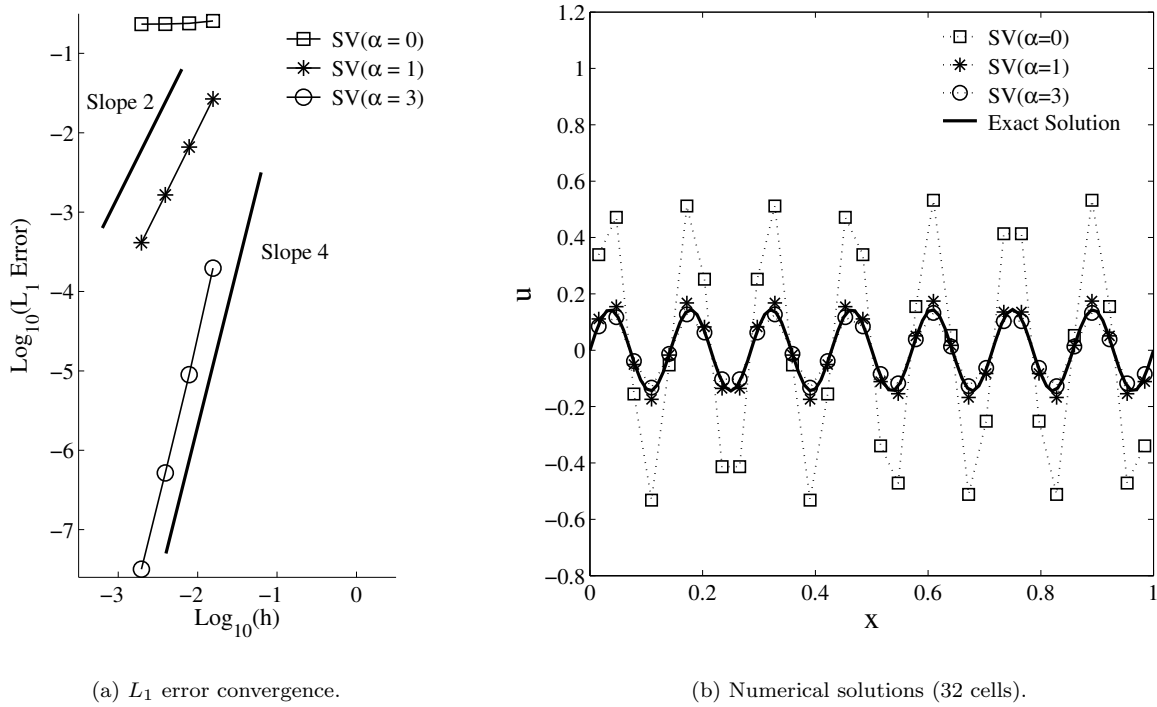 −1
−2
−3
−4
−5
−6
−7
−3
−2
−1
0
Log10(L1 Error)
Log10(h)
SV(α = 0)
SV(α = 1)
SV(α = 3)
Slope 2
Slope 4
(a) L1 error convergence.
1.2
1
0.8
0.6
0.4
0.2
0
−0.2
−0.4
−0.6
−0.8
0
0.2
0.4
0.6
0.8
1
u
x
SV(α=0)
SV(α=1)
SV(α=3)
Exact Solution
(b) Numerical solutions (32 cells).